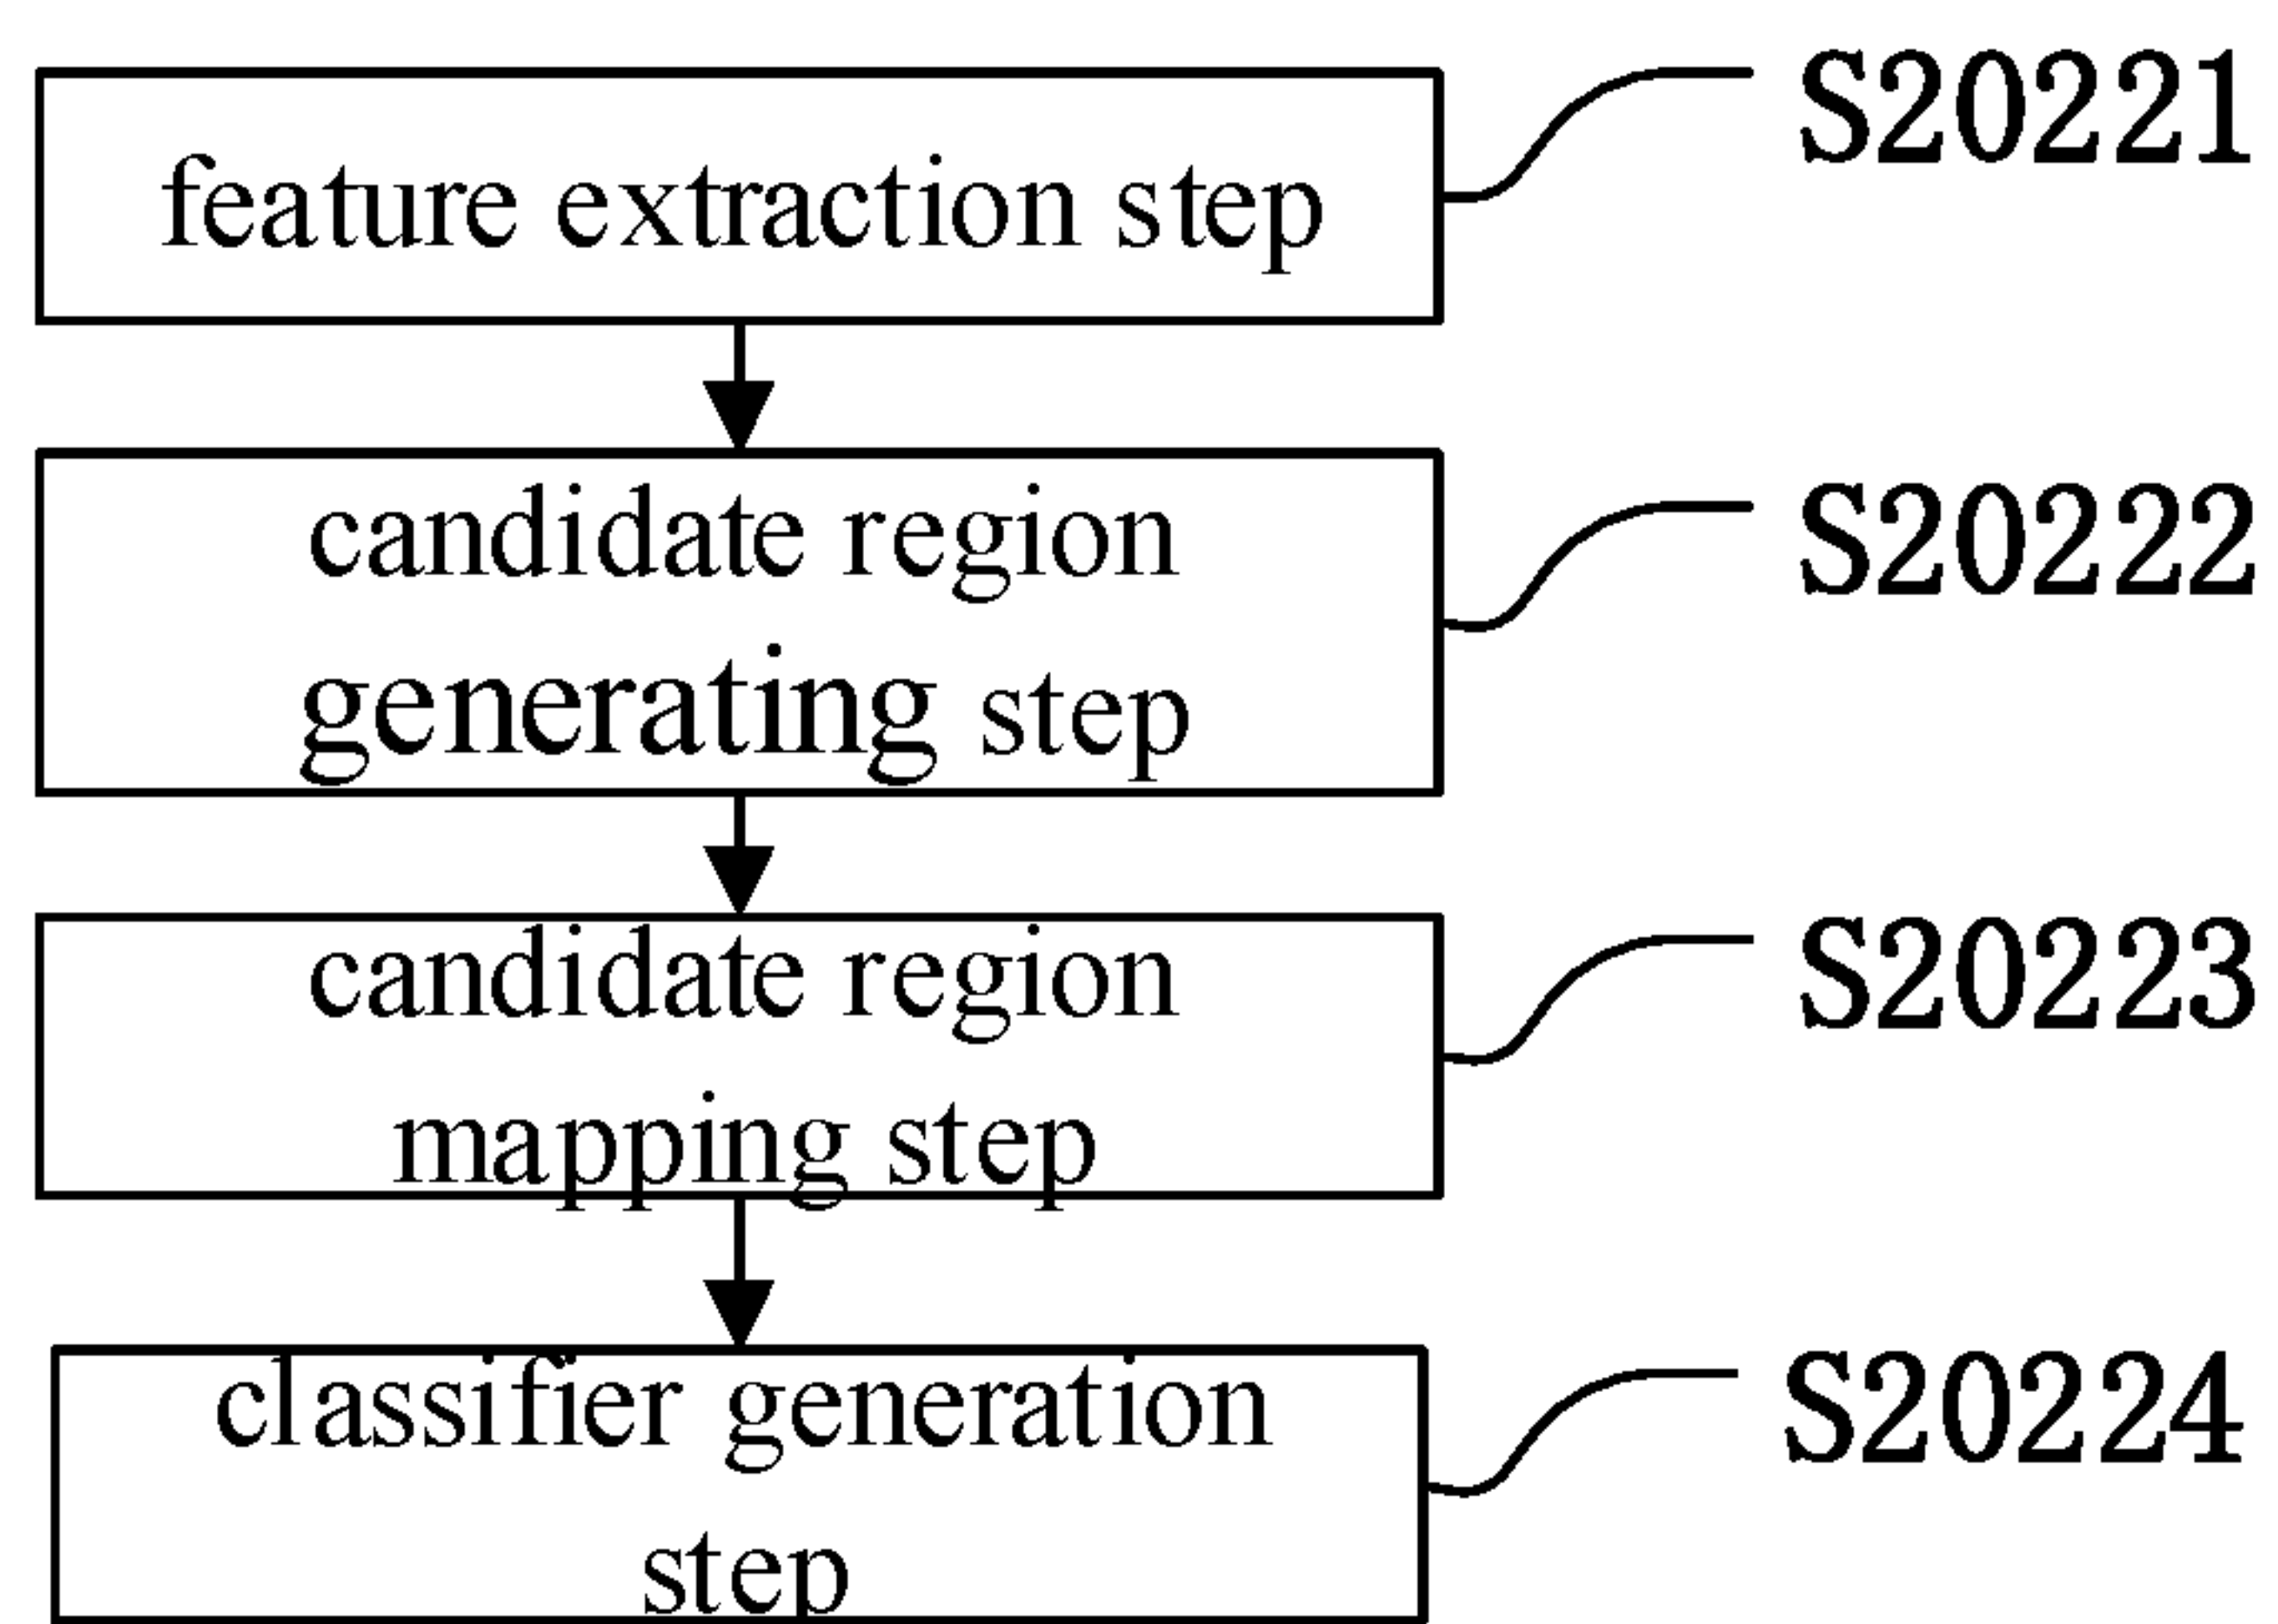 feature extraction step
S20221
candidate region
generating step
S20222
candidate region
mapping step
S20223
classifier generation
step
S20224